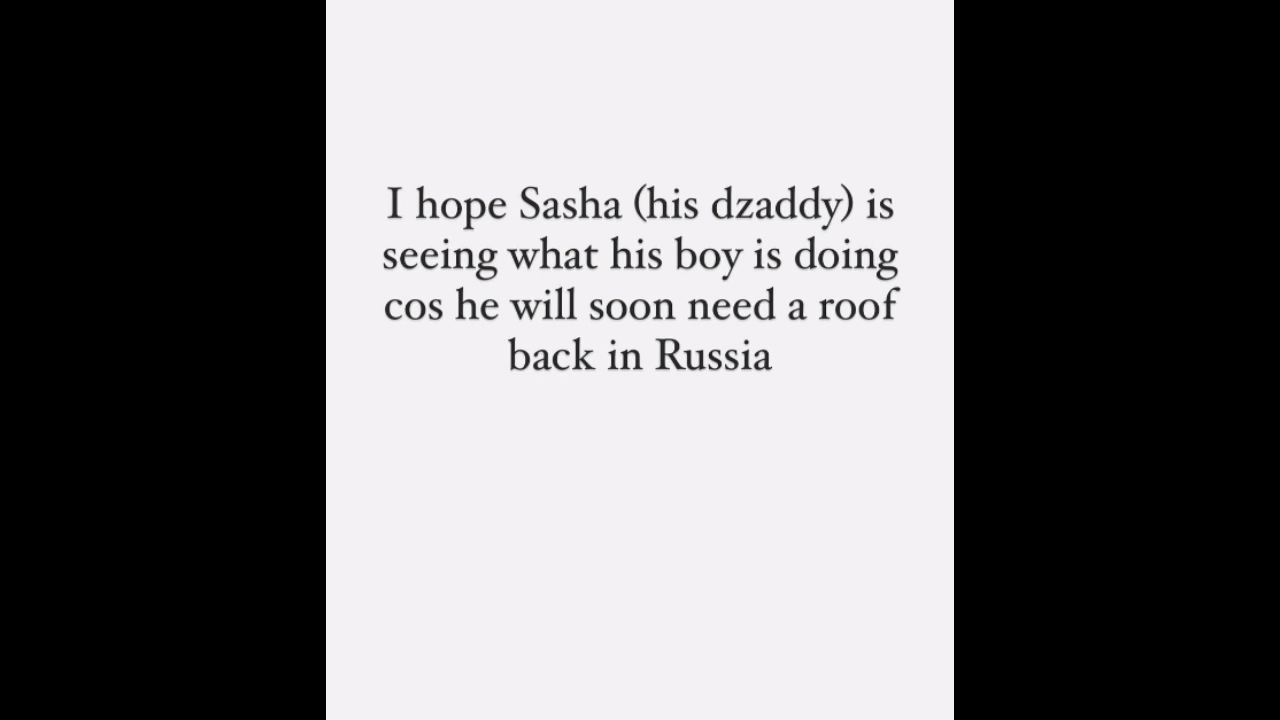 I hope Sasha (his dzaddy) is
seeing what his boy is doing
cos he will soon need a roof
back in Russia